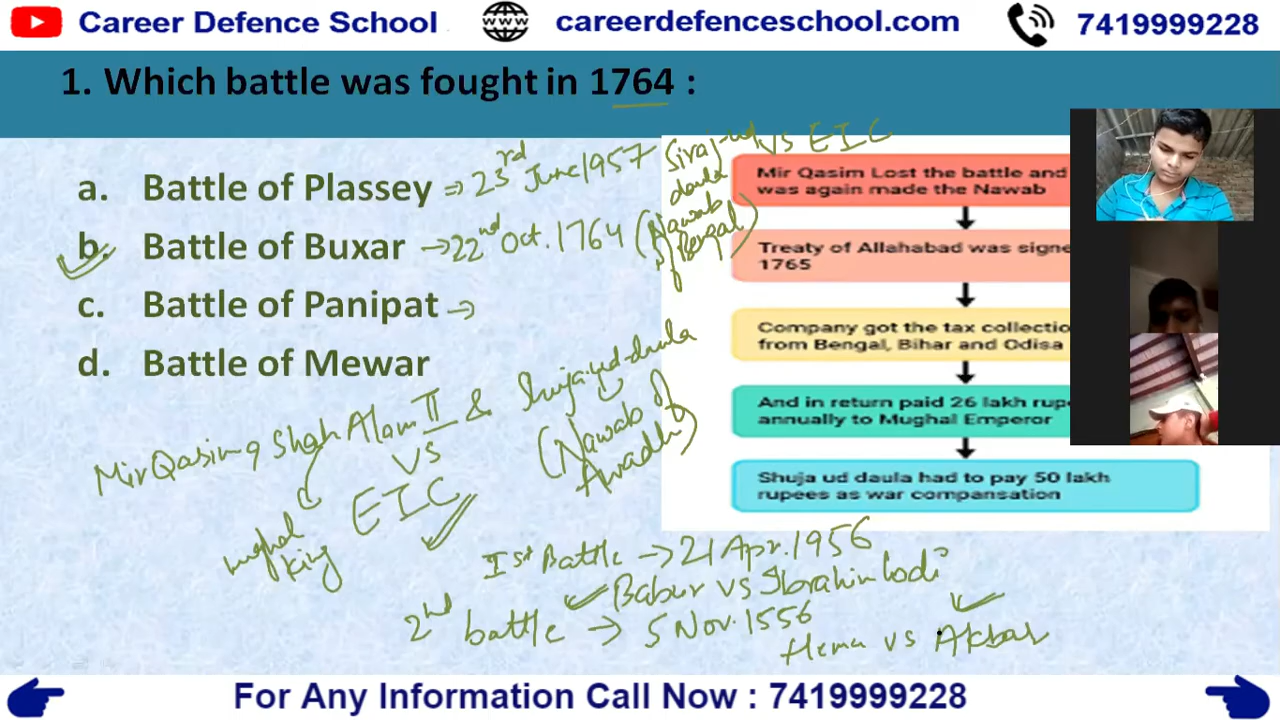 Career Defence School
careerdefenceschool.com
7419999228
1. Which battle was fought in 1764 :
a. Battle of Plassey → 23rd June 1957 Siraj-ud daula VS EIC
(Nawab of Bengal)
b. Battle of Buxar → 22nd Oct. 1764
c. Battle of Panipat →
d. Battle of Mewar
Mir Qasim, Shah Alam II & Shuja-ud-daula
(Nawab of Awadh)
mughal king
VS
EIC
Ist Battle → 21 Apr. 1956
Babur vs Ibrahim lodi
2nd battle → 5 Nov. 1556
Hemu vs Akbar
Mir Qasim Lost the battle and
was again made the Nawab
Treaty of Allahabad was signe
1765
Company got the tax collectio
from Bengal, Bihar and Odisa
And in return paid 26 lakh rup
annually to Mughal Emperor
Shuja ud daula had to pay 50 lakh
rupees as war compansation
For Any Information Call Now : 7419999228